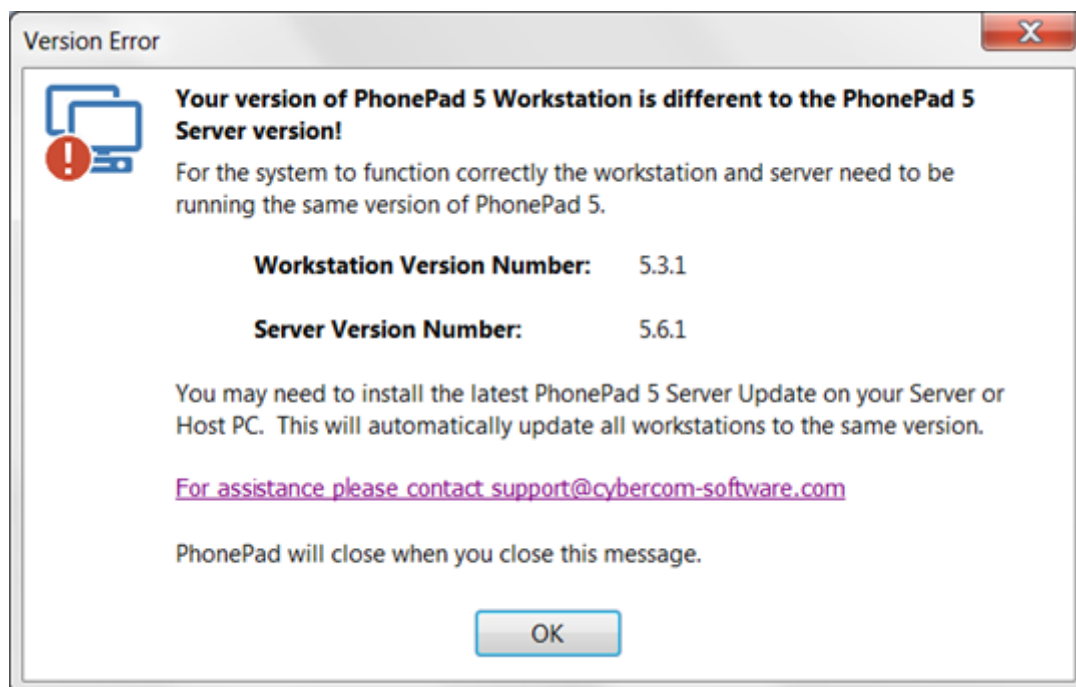 Version Error
Your version of PhonePad 5 Workstation is different to the PhonePad 5
Server version!
For the system to function correctly the workstation and server need to be
running the same version of PhonePad 5.
Workstation Version Number: 5.3.1
Server Version Number: 5.6.1
You may need to install the latest PhonePad 5 Server Update on your Server or
Host PC.  This will automatically update all workstations to the same version.
For assistance please contact support@cybercom-software.com
PhonePad will close when you close this message.
OK